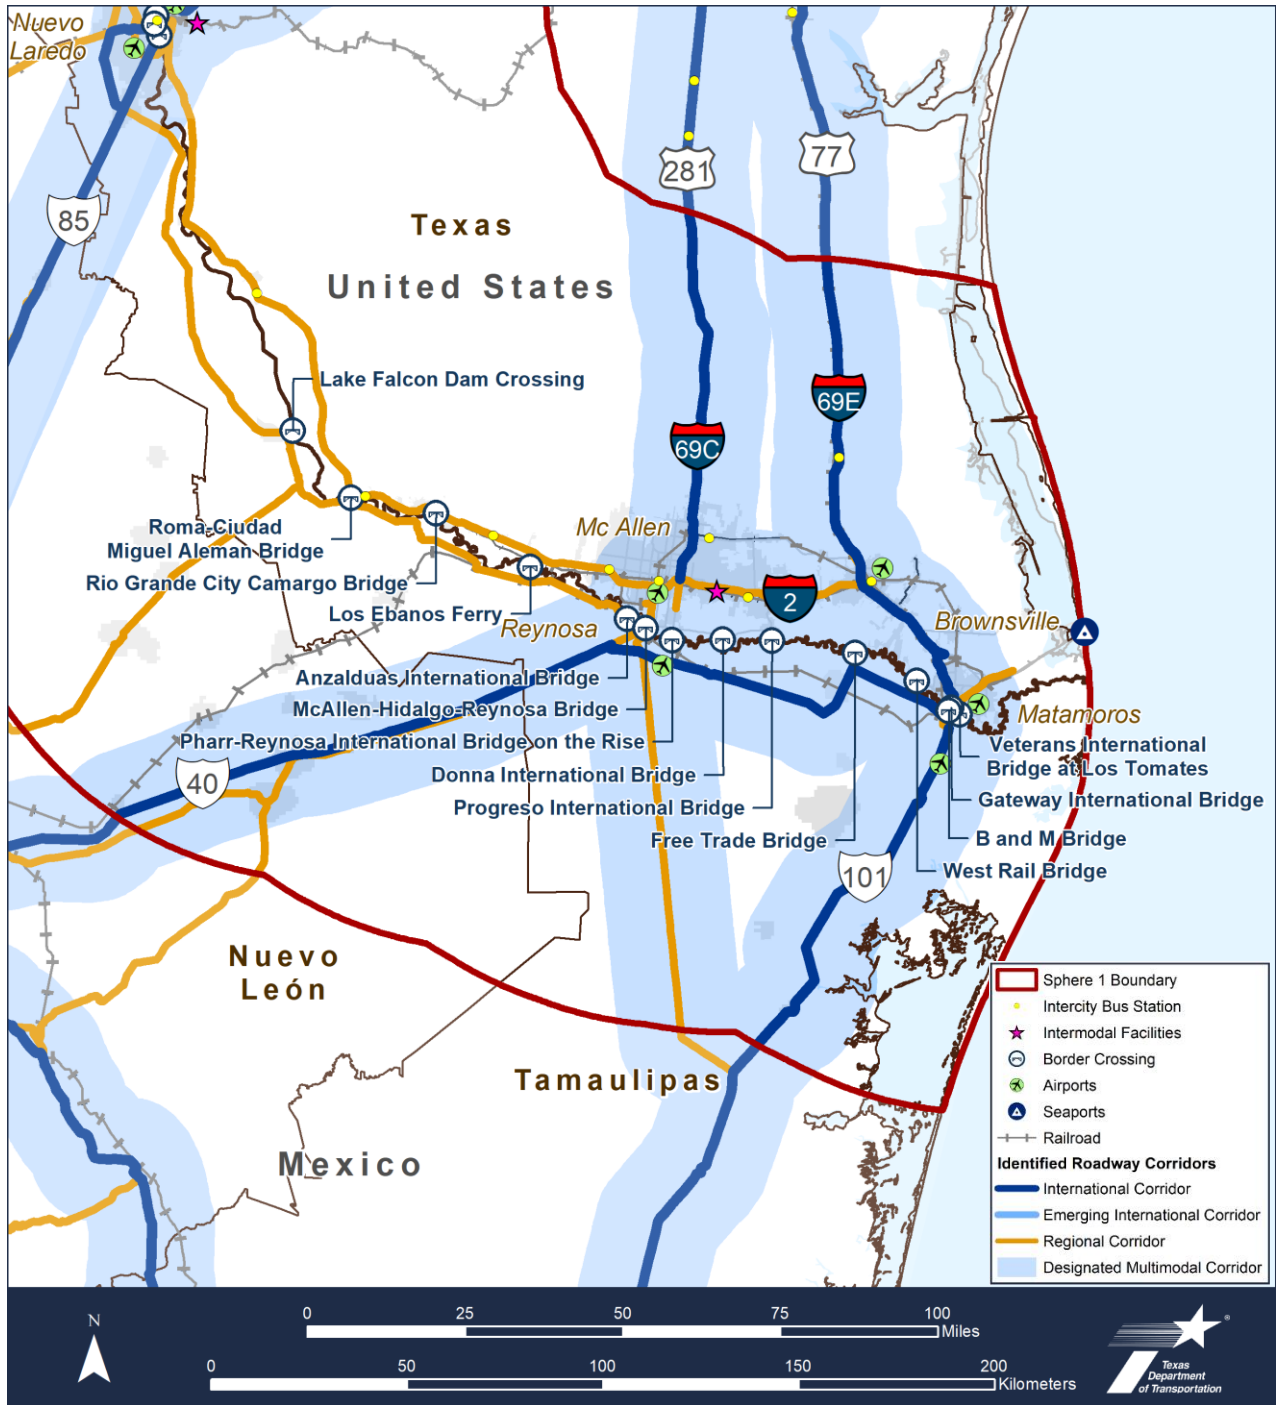 Nuevo
Laredo
85
281
77
Texas
United States
Lake Falcon Dam Crossing
69E
69C
Roma-Ciudad
Miguel Aleman Bridge
Mc Allen
Rio Grande City Camargo Bridge
Los Ebanos Ferry
2
Reynosa
Brownsville
Anzalduas International Bridge
McAllen-Hidalgo-Reynosa Bridge
Matamoros
Pharr-Reynosa International Bridge on the Rise
Veterans International
Bridge at Los Tomates
Donna International Bridge
40
Progreso International Bridge
Gateway International Bridge
Free Trade Bridge
B and M Bridge
West Rail Bridge
101
Nuevo
León
Tamaulipas
Mexico
Sphere 1 Boundary
Intercity Bus Station
Intermodal Facilities
Border Crossing
Airports
Seaports
Railroad
Identified Roadway Corridors
International Corridor
Emerging International Corridor
Regional Corridor
Designated Multimodal Corridor
N
0 25 50 75 100
Miles
0 50 100 150 200
Kilometers
®
Texas
Department
of Transportation